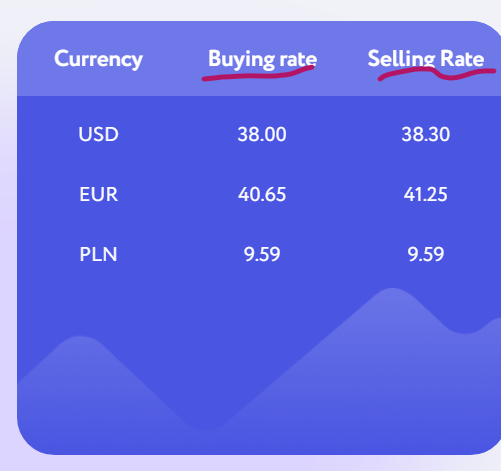 Currency Buying rate Selling Rate
USD 38.00 38.30
EUR 40.65 41.25
PLN 9.59 9.59